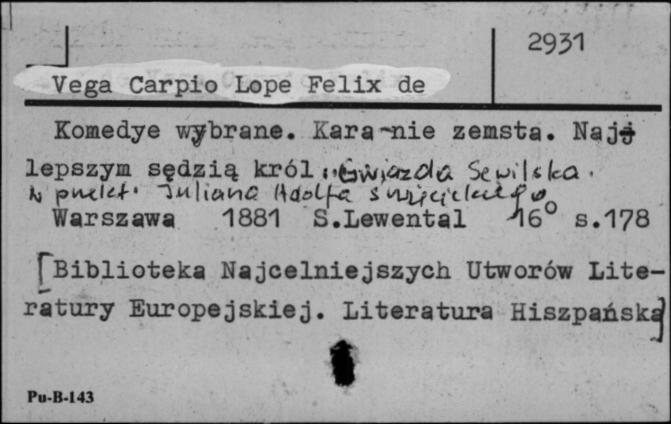 2931
Vega Carpio Lope Felix de
Komedye wybrane. Kara-nie zemsta. Naj-
lepszym sędzią król. Gwiazda Sewilska.
W przekł. Juliana Adolfa Święcickiego
Warszawa 1881 S.Lewental 16° s.178
[Biblioteka Najcelniejszych Utworów Lite-
ratury Europejskiej. Literatura Hiszpańska]
Pu-B-143